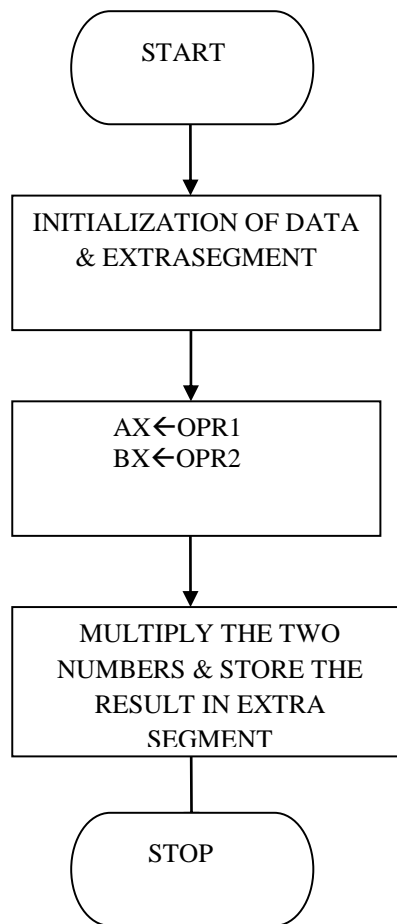 START
INITIALIZATION OF DATA
& EXTRASEGMENT
AX←OPR1
BX←OPR2
MULTIPLY THE TWO
NUMBERS & STORE THE
RESULT IN EXTRA
SEGMENT
STOP